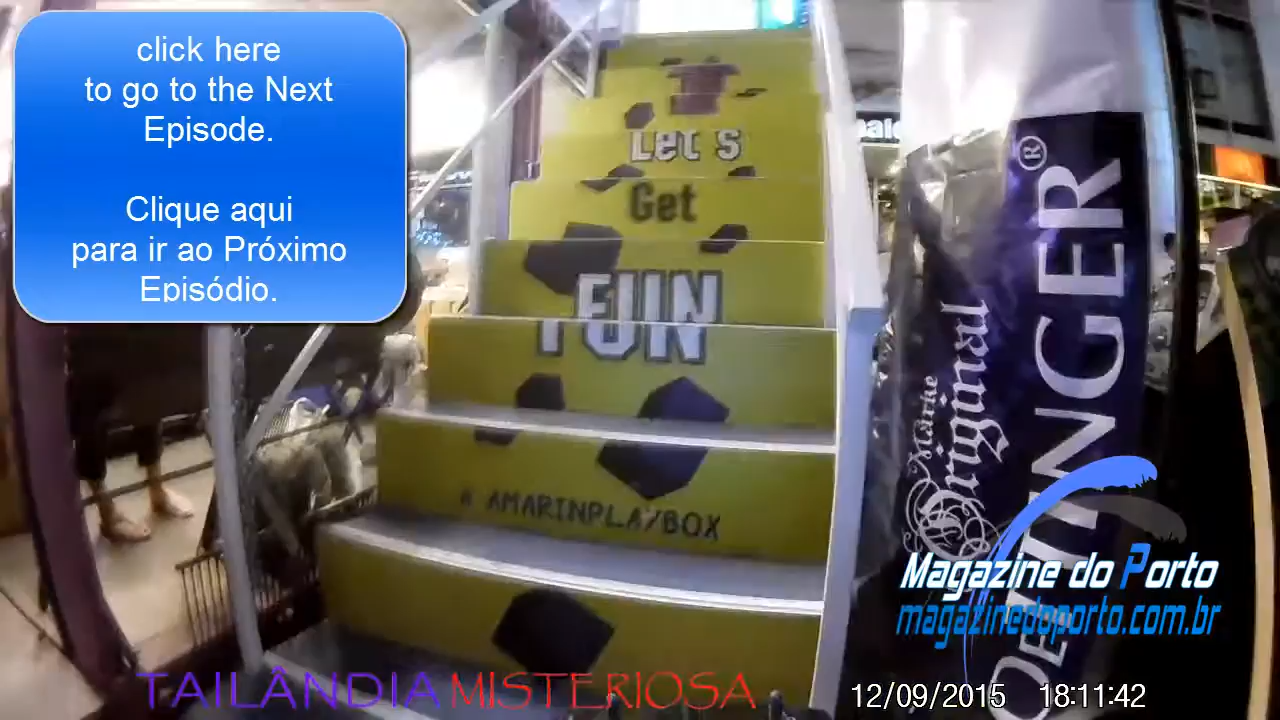 click here
to go to the Next
Episode.
Clique aqui
para ir ao Próximo
Episódio.
Let's
Get
FUN
# AMARINPLAYBOX
Marke
Original
OETTINGER®
Magazine do Porto
magazinedoporto.com.br
TAILÂNDIA MISTERIOSA
12/09/2015 18:11:42